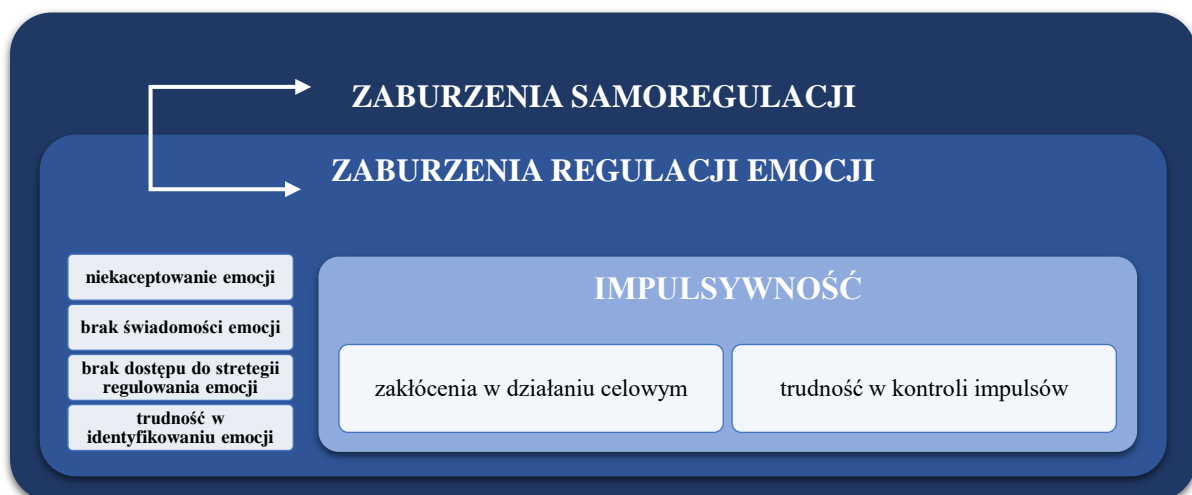 ZABURZENIA SAMOREGULACJI
ZABURZENIA REGULACJI EMOCJI
niekaceptowanie emocji
brak świadomości emocji
brak dostępu do stretegii
regulowania emocji
trudność w
identyfikowaniu emocji
IMPULSYWNOŚĆ
zakłócenia w działaniu celowym
trudność w kontroli impulsów